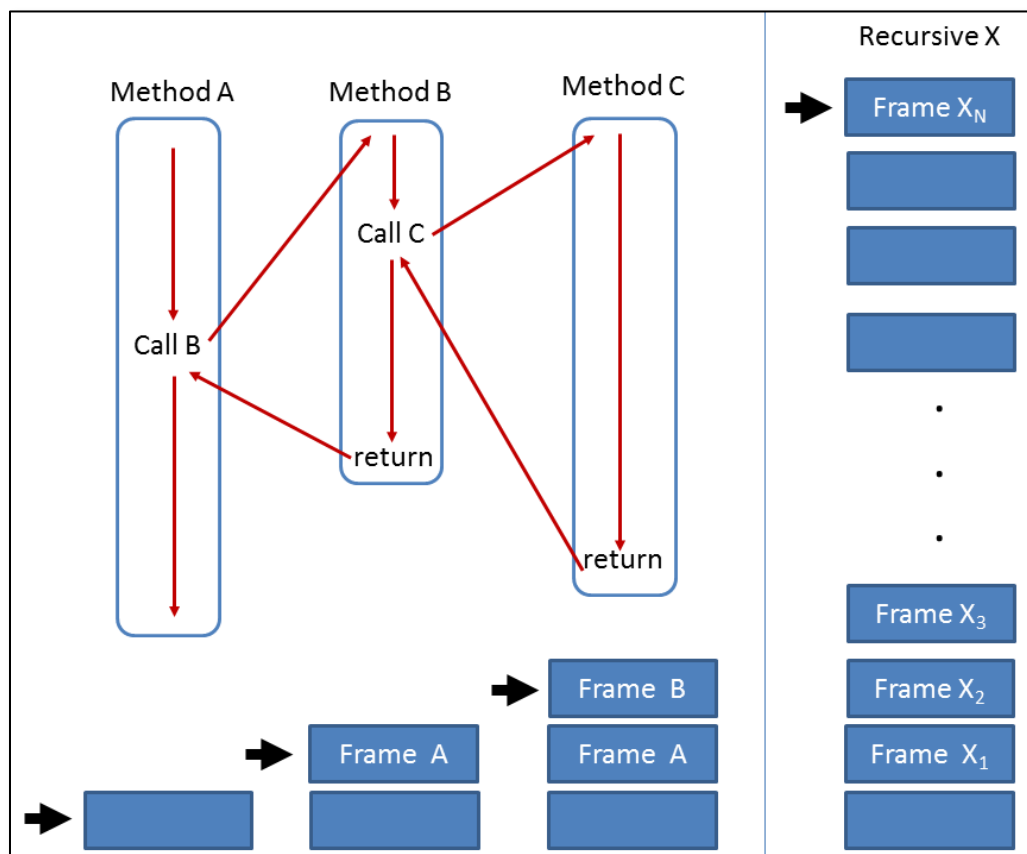 Recursive X
Method A
Method B
Method C
Frame X_N
Call C
Call B
return
return
Frame X_3
Frame B
Frame X_2
Frame A
Frame A
Frame X_1